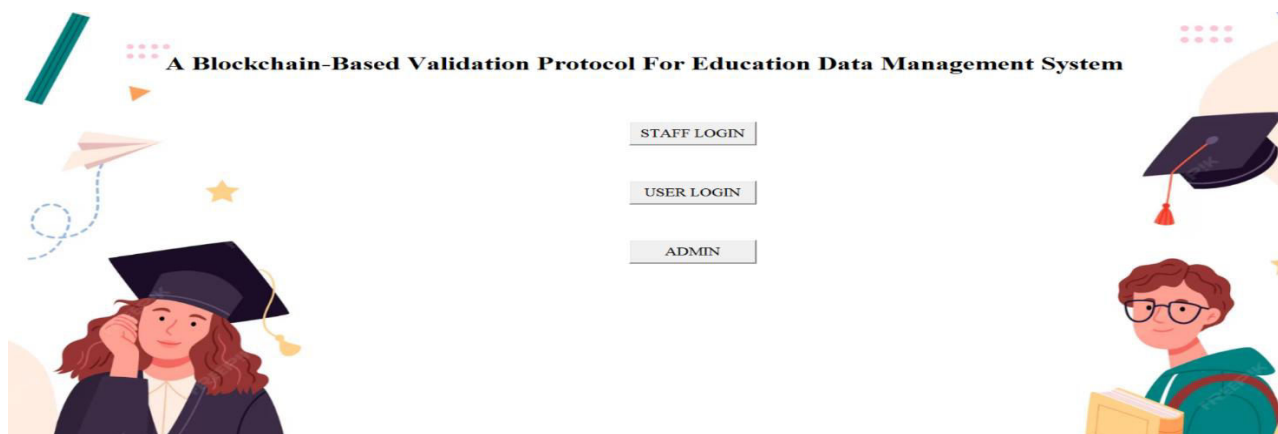 A Blockchain-Based Validation Protocol For Education Data Management System
STAFF LOGIN
USER LOGIN
ADMIN